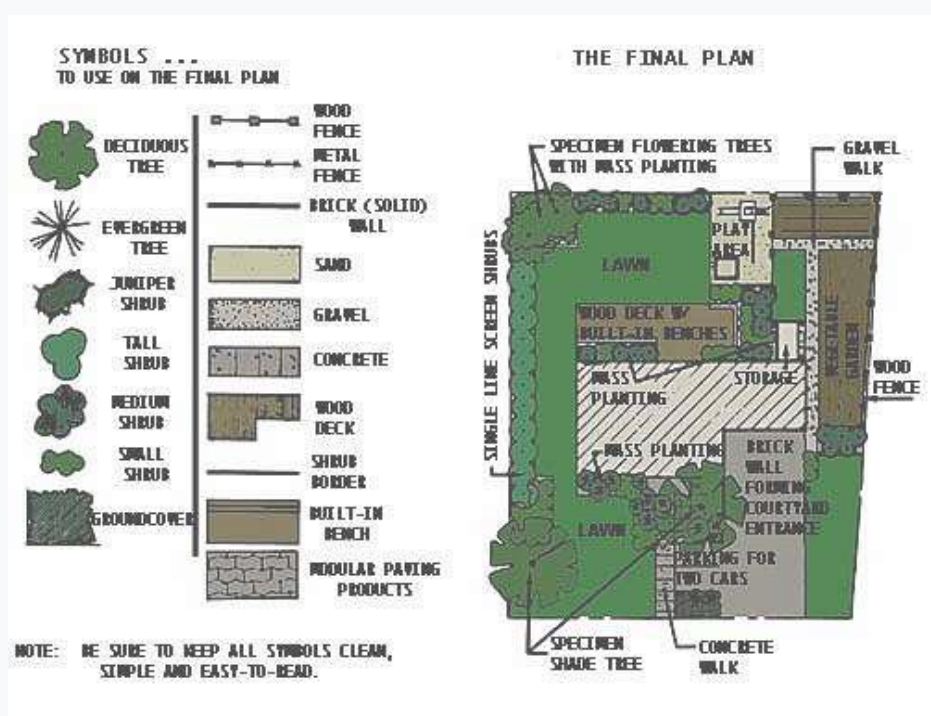 SYMBOLS ...
TO USE ON THE FINAL PLAN
DECIDUOUS
TREE
EVERGREEN
TREE
JUNIPER
SHRUB
TALL
SHRUB
MEDIUM
SHRUB
SMALL
SHRUB
GROUNDCOVER
WOOD
FENCE
METAL
FENCE
BRICK (SOLID)
WALL
SAND
GRAVEL
CONCRETE
WOOD
DECK
SHRUB
BORDER
BUILT-IN
BENCH
MODULAR PAVING
PRODUCTS
NOTE: BE SURE TO KEEP ALL SYMBOLS CLEAN,
SIMPLE AND EASY-TO-READ.
THE FINAL PLAN
SPECIMEN FLOWERING TREES
WITH MASS PLANTING
GRAVEL
WALK
PLAY
AREA
LAWN
SINGLE LINE SCREEN SHRUBS
WOOD DECK W/
BUILT-IN BENCHES
VEGETABLE
GARDEN
MASS
PLANTING
STORAGE
WOOD
FENCE
MASS PLANTING
BRICK
WALL
FORMING
COURTYARD
ENTRANCE
LAWN
PARKING FOR
TWO CARS
SPECIMEN
SHADE TREE
CONCRETE
WALK